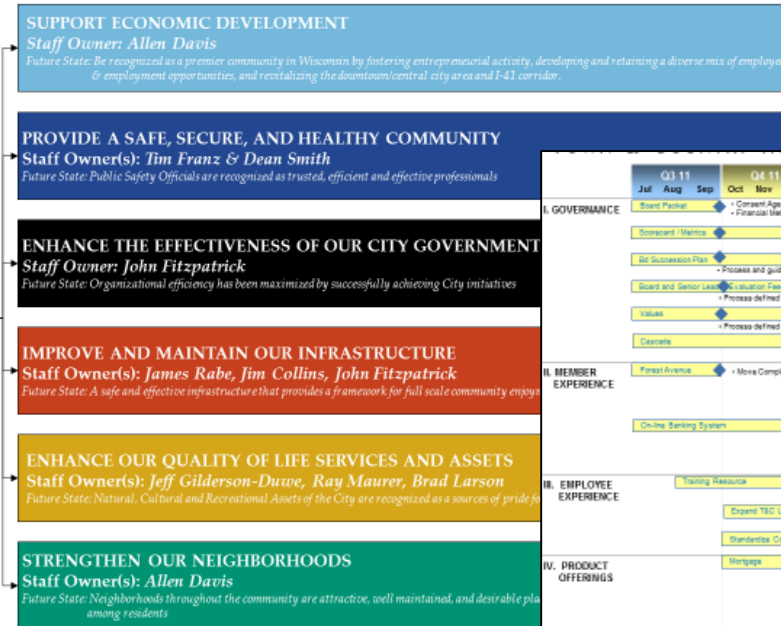 SUPPORT ECONOMIC DEVELOPMENT
Staff Owner: Allen Davis
Future State: Be recognized as a premier community in Wisconsin by fostering entrepreneurial activity, developing and retaining a diverse mix of
& employment opportunities, and revitalizing the downtown/central city area and I-41 corridor.
PROVIDE A SAFE, SECURE, AND HEALTHY COMMUNITY
Staff Owner(s): Tim Franz & Dean Smith
Future State: Public Safety Officials are recognized as trusted, efficient and effective professionals
ENHANCE THE EFFECTIVENESS OF OUR CITY GOVERNMENT
Staff Owner: John Fitzpatrick
Future State: Organizational efficiency has been maximized by successfully achieving City initiatives
IMPROVE AND MAINTAIN OUR INFRASTRUCTURE
Staff Owner(s): James Rabe, Jim Collins, John Fitzpatrick
Future State: A safe and effective infrastructure that provides a framework for full scale community
ENHANCE OUR QUALITY OF LIFE SERVICES AND ASSETS
Staff Owner(s): Jeff Gilderson-Duwe, Ray Maurer, Brad Larson
Future State: Natural, Cultural and Recreational Assets of the City are recognized as a sources of pride
STRENGTHEN OUR NEIGHBORHOODS
Staff Owner(s): Allen Davis
Future State: Neighborhoods throughout the community are attractive, well maintained, and desirable
among residents
Q3 11 Q4 11
Jul Aug Sep Oct Nov
I. GOVERNANCE
Board Packet
• Consent
• Financial
Scorecard / Metrics
Bd Succession Plan
• Process and
Board and Senior Evaluation
• Process defined
Values
• Process defined
Cascade
II. MEMBER
EXPERIENCE
Forest Avenue
• Move
On-line Banking System
III. EMPLOYEE
EXPERIENCE
Training Resource
Expand T&C
Standardize
IV. PRODUCT
OFFERINGS
Mortgage